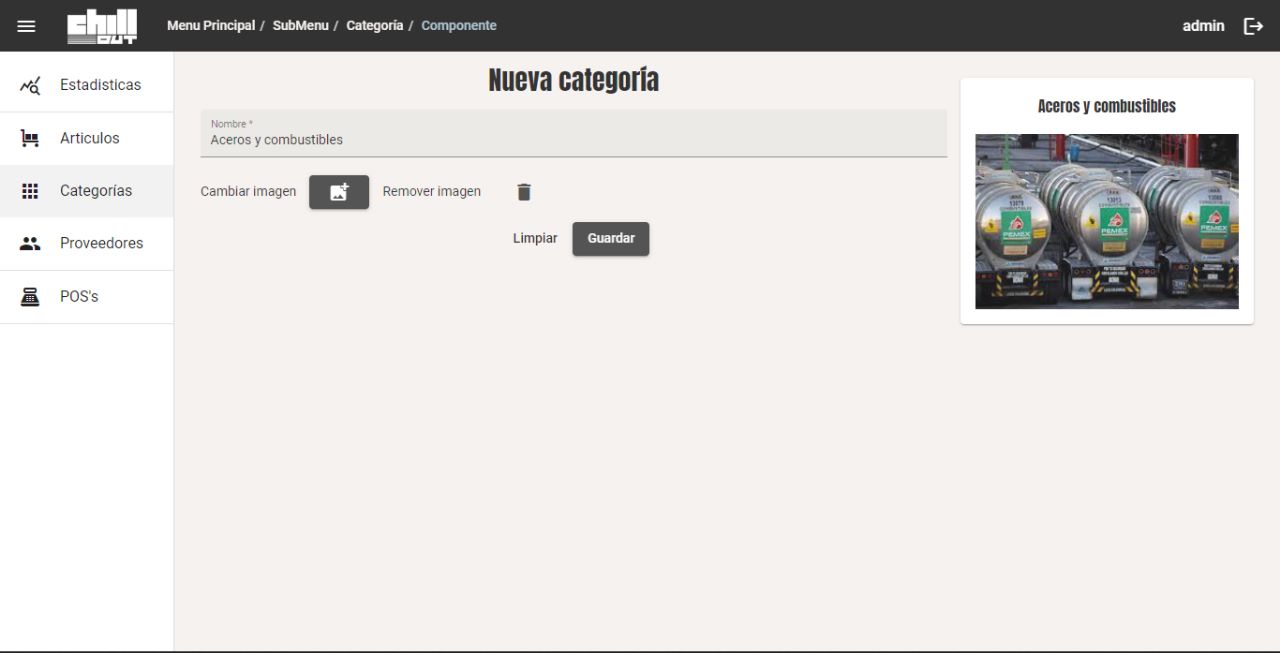 chill OUT
Menu Principal / SubMenu / Categoría / Componente
admin
Estadisticas
Articulos
Categorías
Proveedores
POS's
Nueva categoría
Nombre *
Aceros y combustibles
Cambiar imagen
Remover imagen
Limpiar
Guardar
Aceros y combustibles
PEMEX
PEMEX
PEMEX